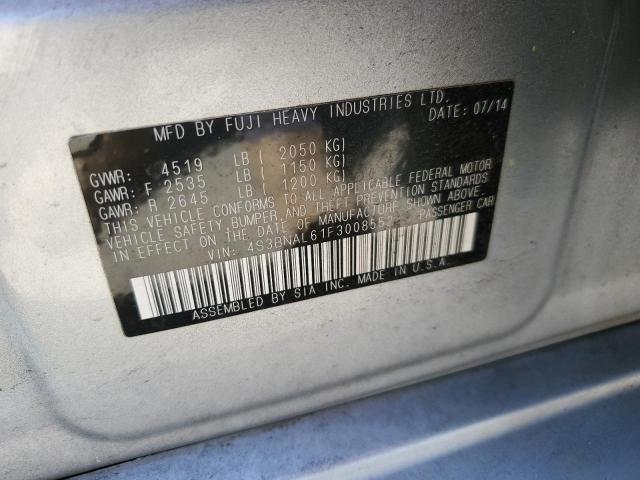 MFD BY FUJI HEAVY INDUSTRIES LTD.
DATE: 07/14
GVWR: 4519 LB ( 2050 KG)
GAWR: F 2535 LB ( 1150 KG)
GAWR: R 2645 LB ( 1200 KG)
THIS VEHICLE CONFORMS TO ALL APPLICABLE FEDERAL MOTOR
VEHICLE SAFETY, BUMPER, AND THEFT PREVENTION STANDARDS
IN EFFECT ON THE DATE OF MANUFACTURE SHOWN ABOVE.
VIN: PASSENGER CAR
ASSEMBLED BY SIA INC. MADE IN U.S.A.